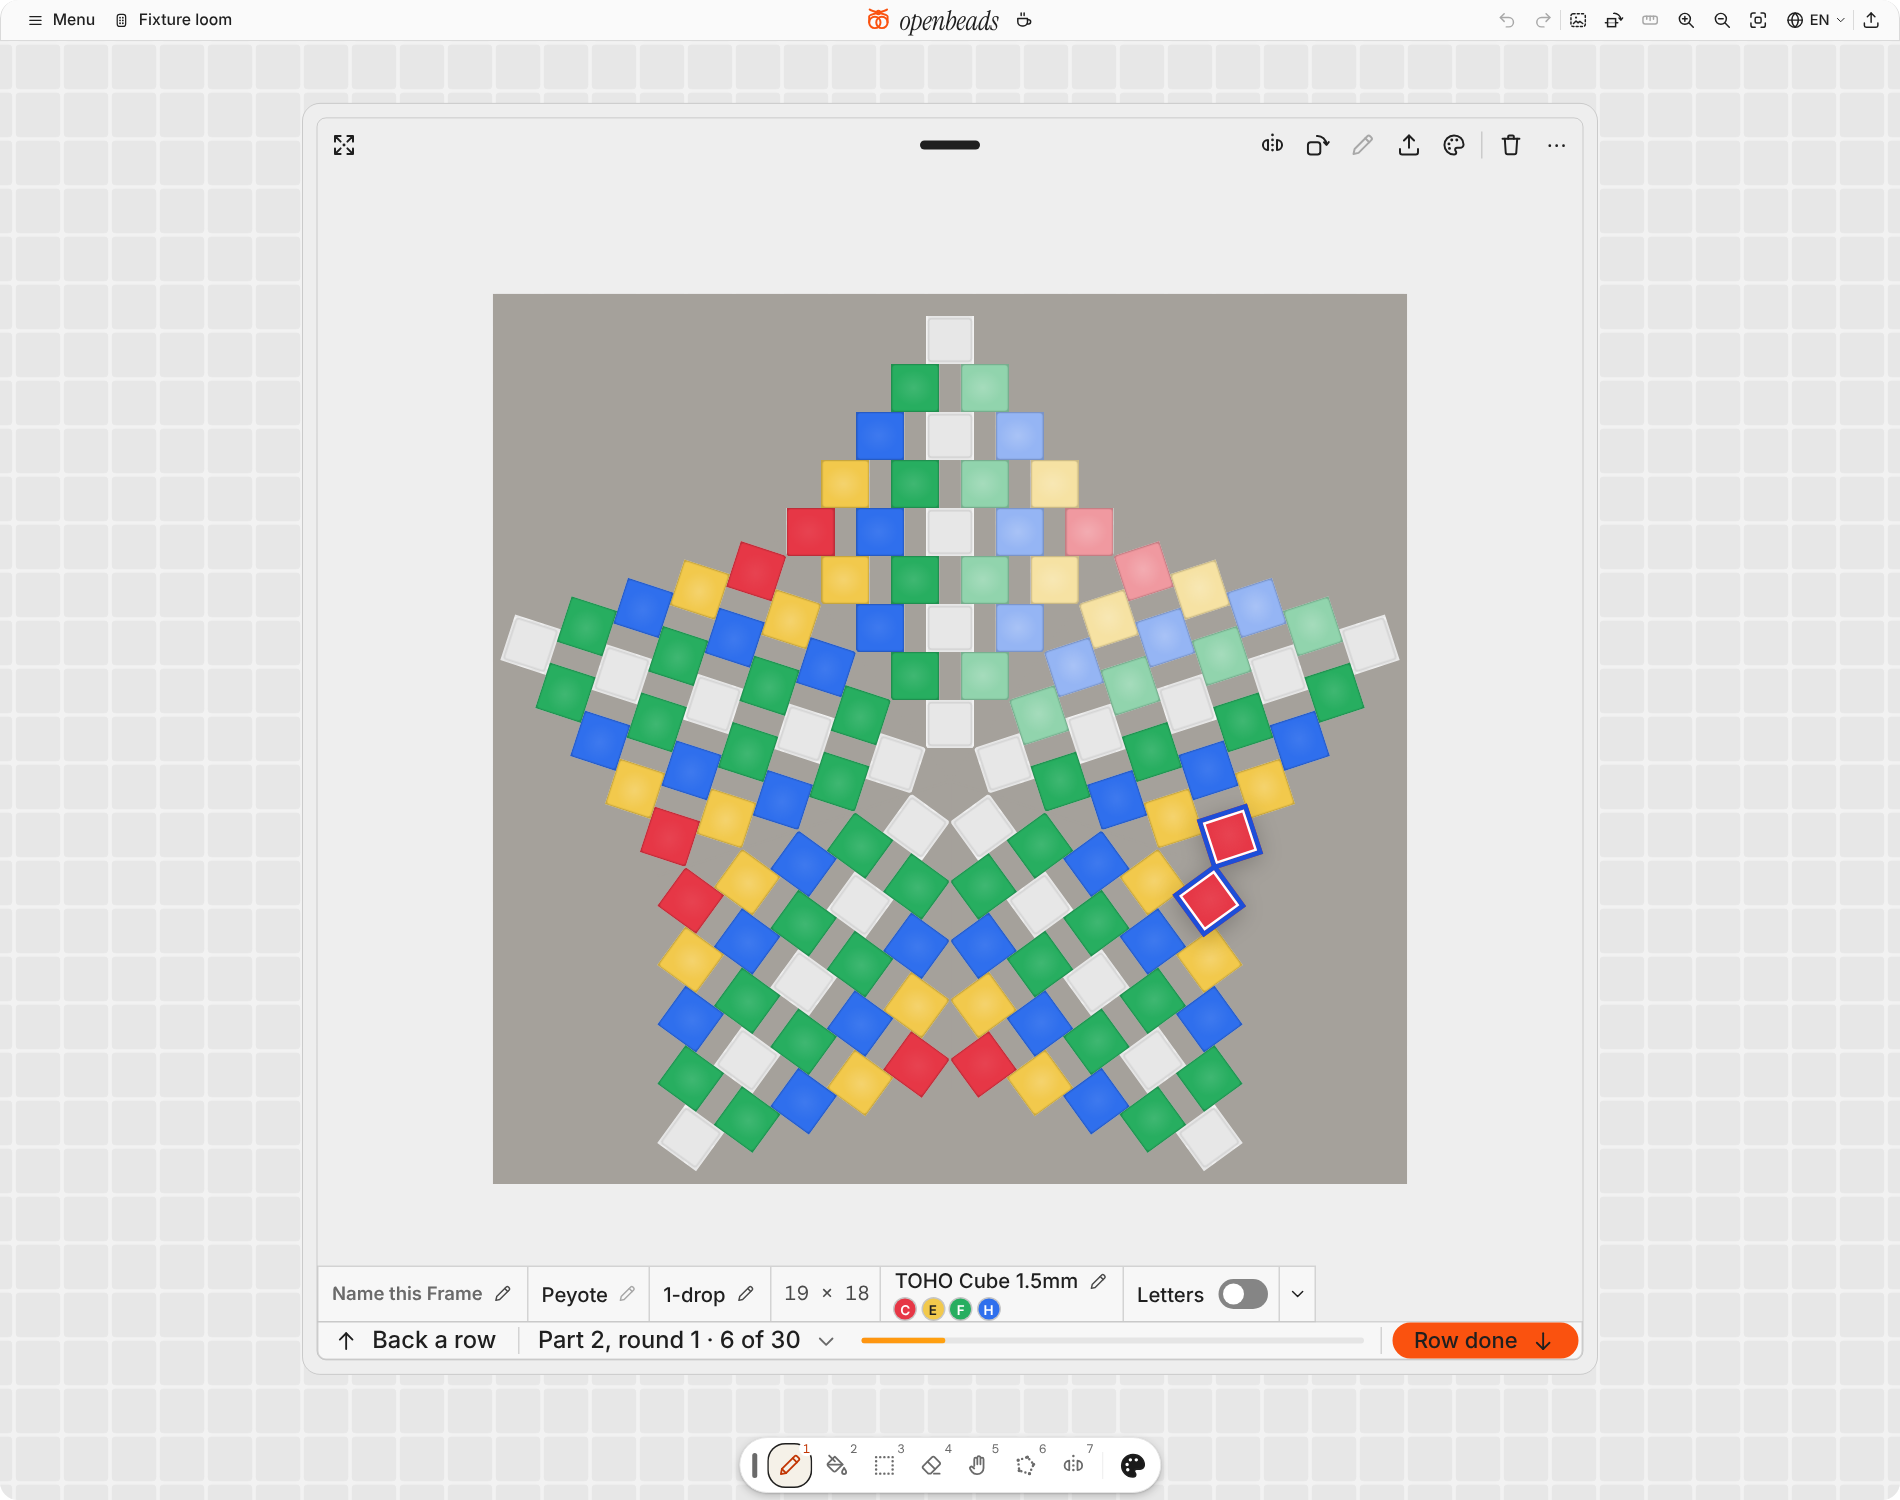 Menu
Fixture loom
openbeads
EN
Name this Frame
Peyote
1-drop
19 × 18
TOHO Cube 1.5mm
C E F H
Letters
Back a row
Part 2, round 1 · 6 of 30
Row done
1 2 3 4 5 6 7